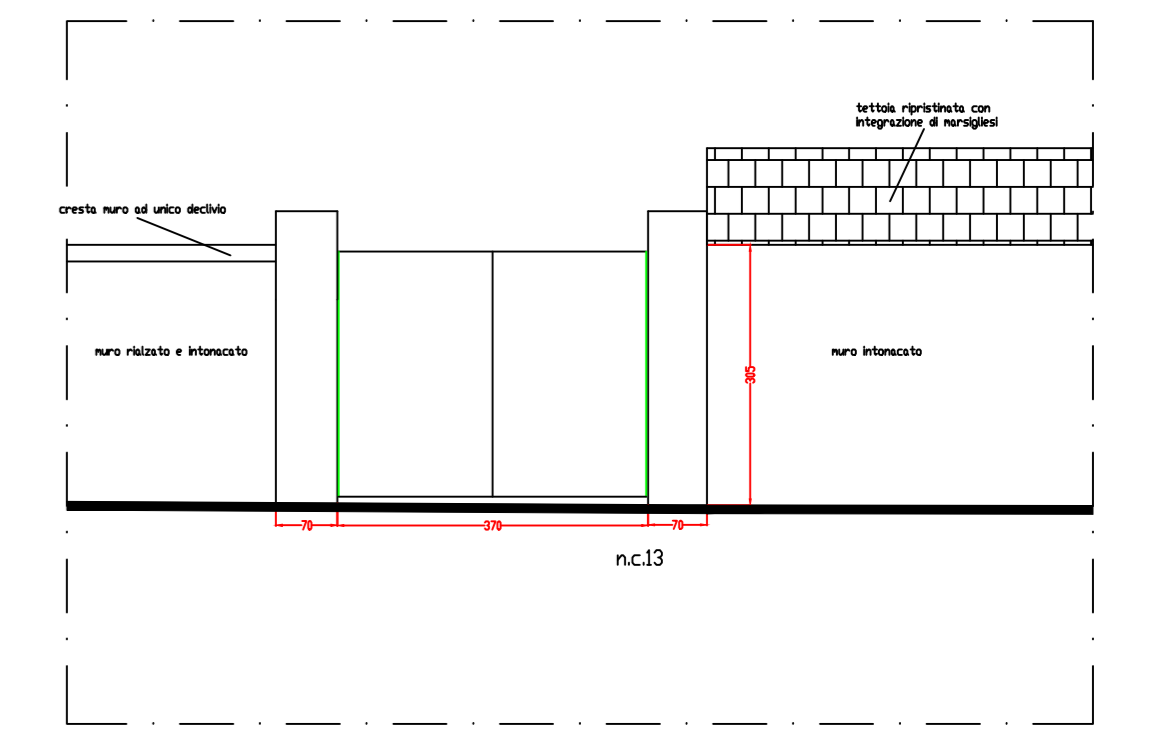 tettoia ripristinata con
integrazione di marsigliesi
cresta muro ad unico declivio
muro rialzato e intonacato
muro intonacato
305
70
370
70
n.c.13